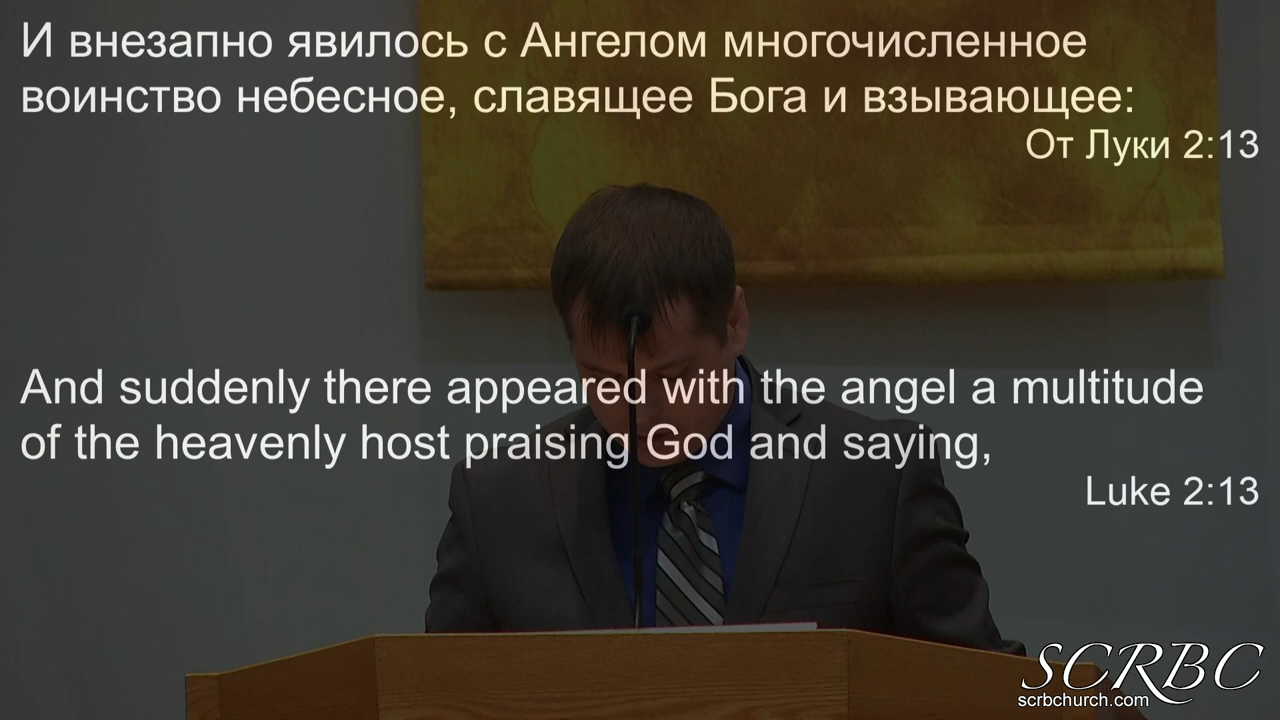 И внезапно явилось с Ангелом многочисленное
воинство небесное, славящее Бога и взывающее:
От Луки 2:13
And suddenly there appeared with the angel a multitude
of the heavenly host praising God and saying,
Luke 2:13
SCRBC
scrbchurch.com